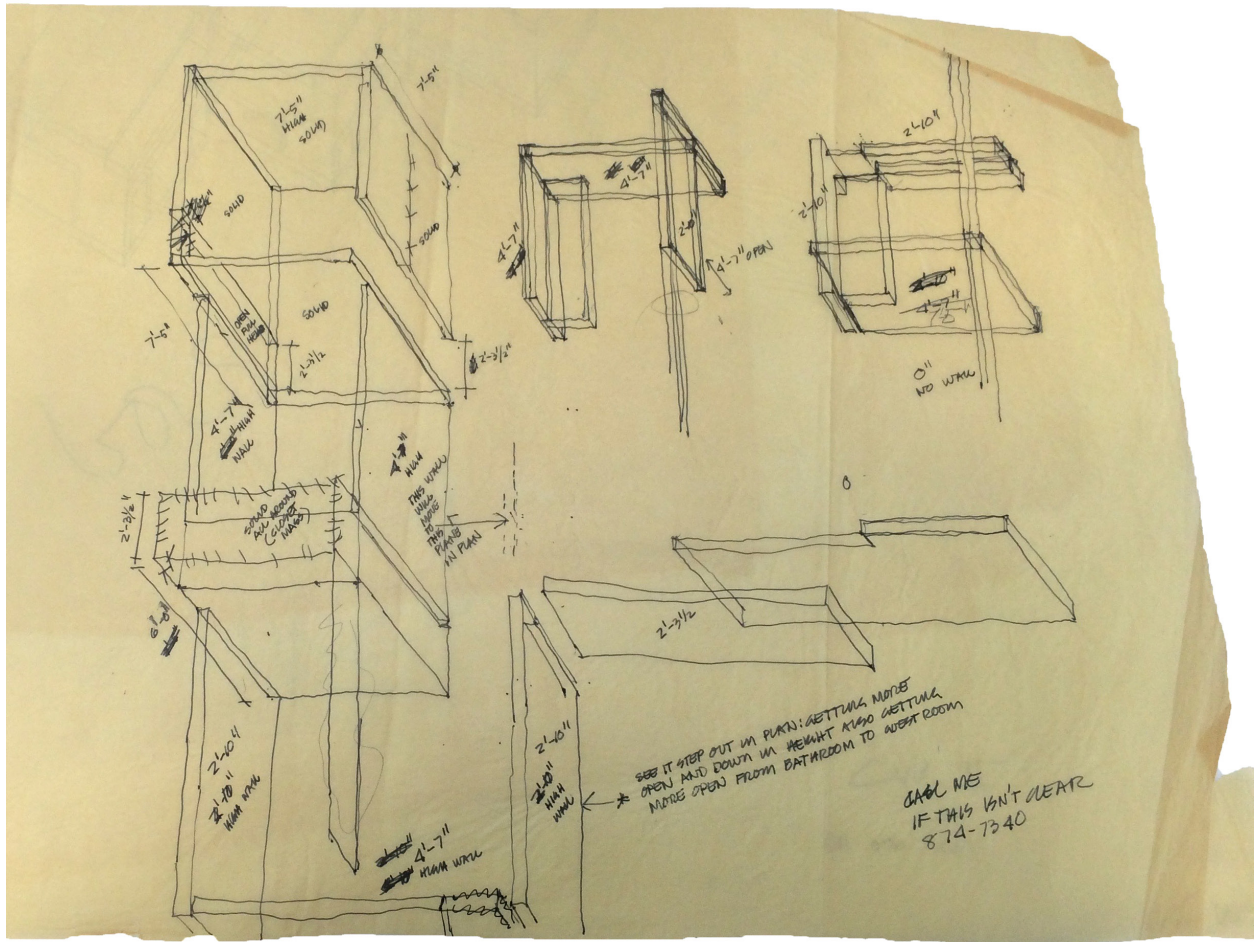 7'-5"
HIGH
SOLID
7'-5"
SOLID
SOLID
7'-5"
OPEN
FULL
HEIGHT
SOLID
2'-3 1/2
2'-3 1/2"
4'-7"
HIGH
WALL
4'-7"
HIGH
THIS WALL
WILL
MOVE
TO
THIS
PLANE
IN PLAN
2'-3 1/2"
SOLID
ALL AROUND
(CLOSET
MASS)
6'-8"
2'-10"
2'-10"
HIGH WALL
4'-7"
HIGH WALL
2'-10"
2'-10"
HIGH
WALL
4'-7"
4'-7"
4'-7" OPEN
2'-10"
2'-10"
4'-7"
0"
NO WALL
2'-3 1/2
* SEE IT STEP OUT IN PLAN: GETTING MORE
OPEN AND DOWN IN HEIGHT ALSO GETTING
MORE OPEN FROM BATHROOM TO GUEST ROOM
CALL ME
IF THIS ISN'T CLEAR
874-7340